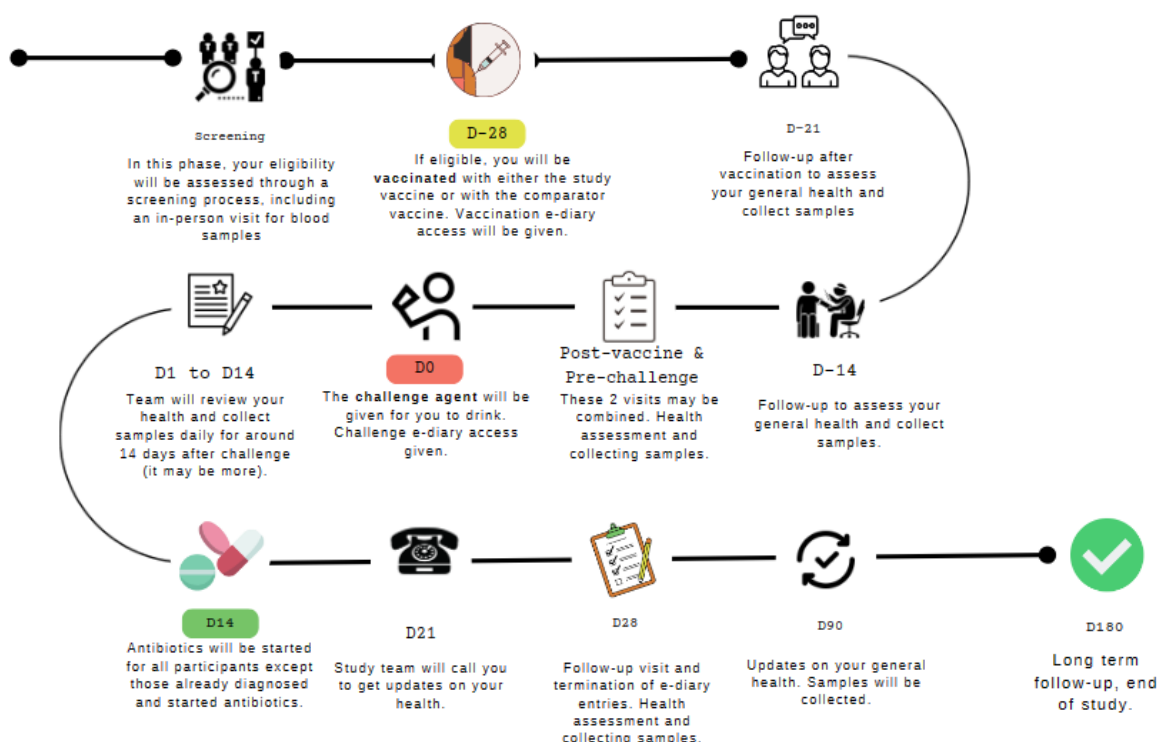 Screening
In this phase, your eligibility
will be assessed through a
screening process, including
an in-person visit for blood
samples
D-28
If eligible, you will be
vaccinated with either the study
vaccine or with the comparator
vaccine. Vaccination e-diary
access will be given.
D-21
Follow-up after
vaccination to assess
your general health and
collect samples
D-14
Follow-up to assess your
general health and collect
samples.
Post-vaccine &
Pre-challenge
These 2 visits may be
combined. Health
assessment and
collecting samples.
D0
The challenge agent will be
given for you to drink.
Challenge e-diary access
given.
D1 to D14
Team will review your
health and collect
samples daily for around
14 days after challenge
(it may be more).
D14
Antibiotics will be started
for all participants except
those already diagnosed
and started antibiotics.
D21
Study team will call you
to get updates on your
health.
D28
Follow-up visit and
termination of e-diary
entries. Health
assessment and
collecting samples.
D90
Updates on your general
health. Samples will be
collected.
D180
Long term
follow-up, end
of study.